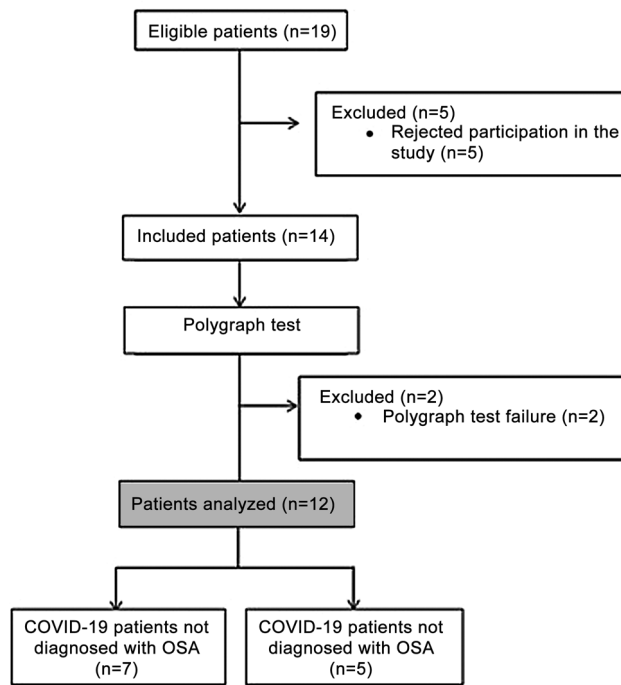 Eligible patients (n=19)
Excluded (n=5)
• Rejected participation in the
study (n=5)
Included patients (n=14)
Polygraph test
Excluded (n=2)
• Polygraph test failure (n=2)
Patients analyzed (n=12)
COVID-19 patients not
diagnosed with OSA
(n=7)
COVID-19 patients not
diagnosed with OSA
(n=5)